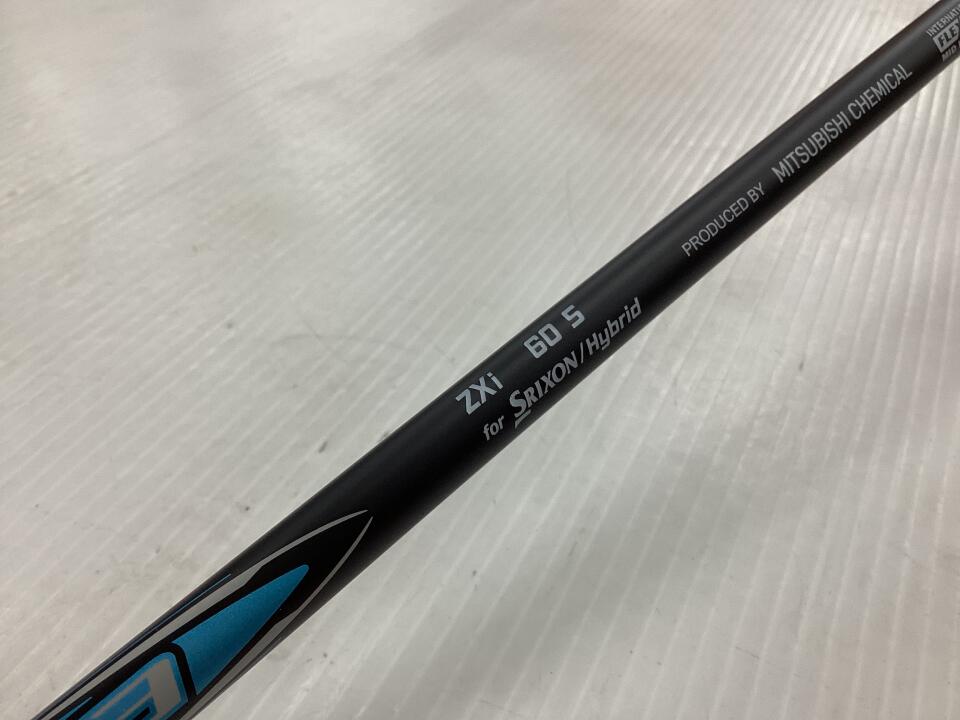 ZXi 60 S
for SRIXON/Hybrid
PRODUCED BY MITSUBISHI CHEMICAL